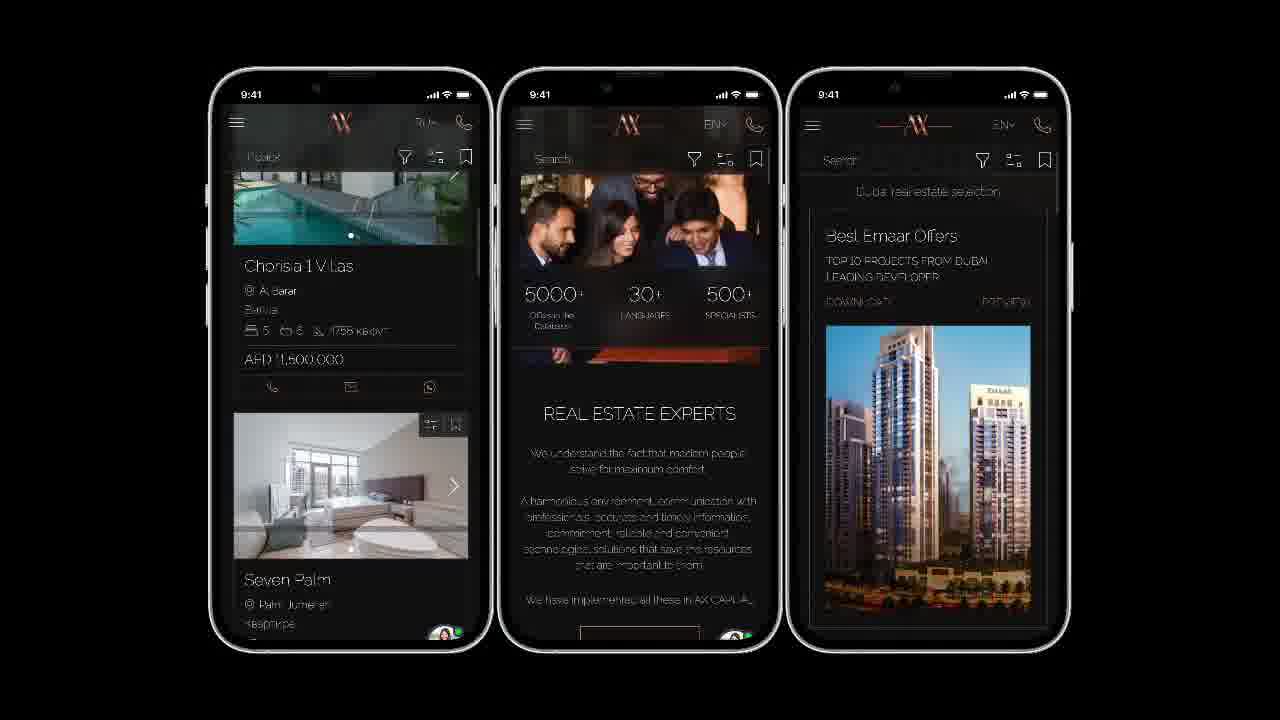 9:41
AX
RU
Поиск
Chorisia 1 Villas
Al Barari
Вилла
5 6 4758 кв.фут
AED 11,500,000
Seven Palm
Palm Jumeirah
Квартира
9:41
AX
EN
Search
5000+ 30+ 500+
Offers in the LANGUAGES SPECIALISTS
Database
REAL ESTATE EXPERTS
We understand the fact that modern people
strive for maximum comfort.
A harmonious environment, communication with
professionals, accurate and timely information,
commitment, reliable and convenient
technological solutions that save the resources
that are important to them.
We have implemented all these in AX CAPITAL
9:41
AX
EN
Search
Dubai real estate selection
Best Emaar Offers
TOP 10 PROJECTS FROM DUBAI
LEADING DEVELOPER
DOWNLOAD PREVIEW
EMAAR